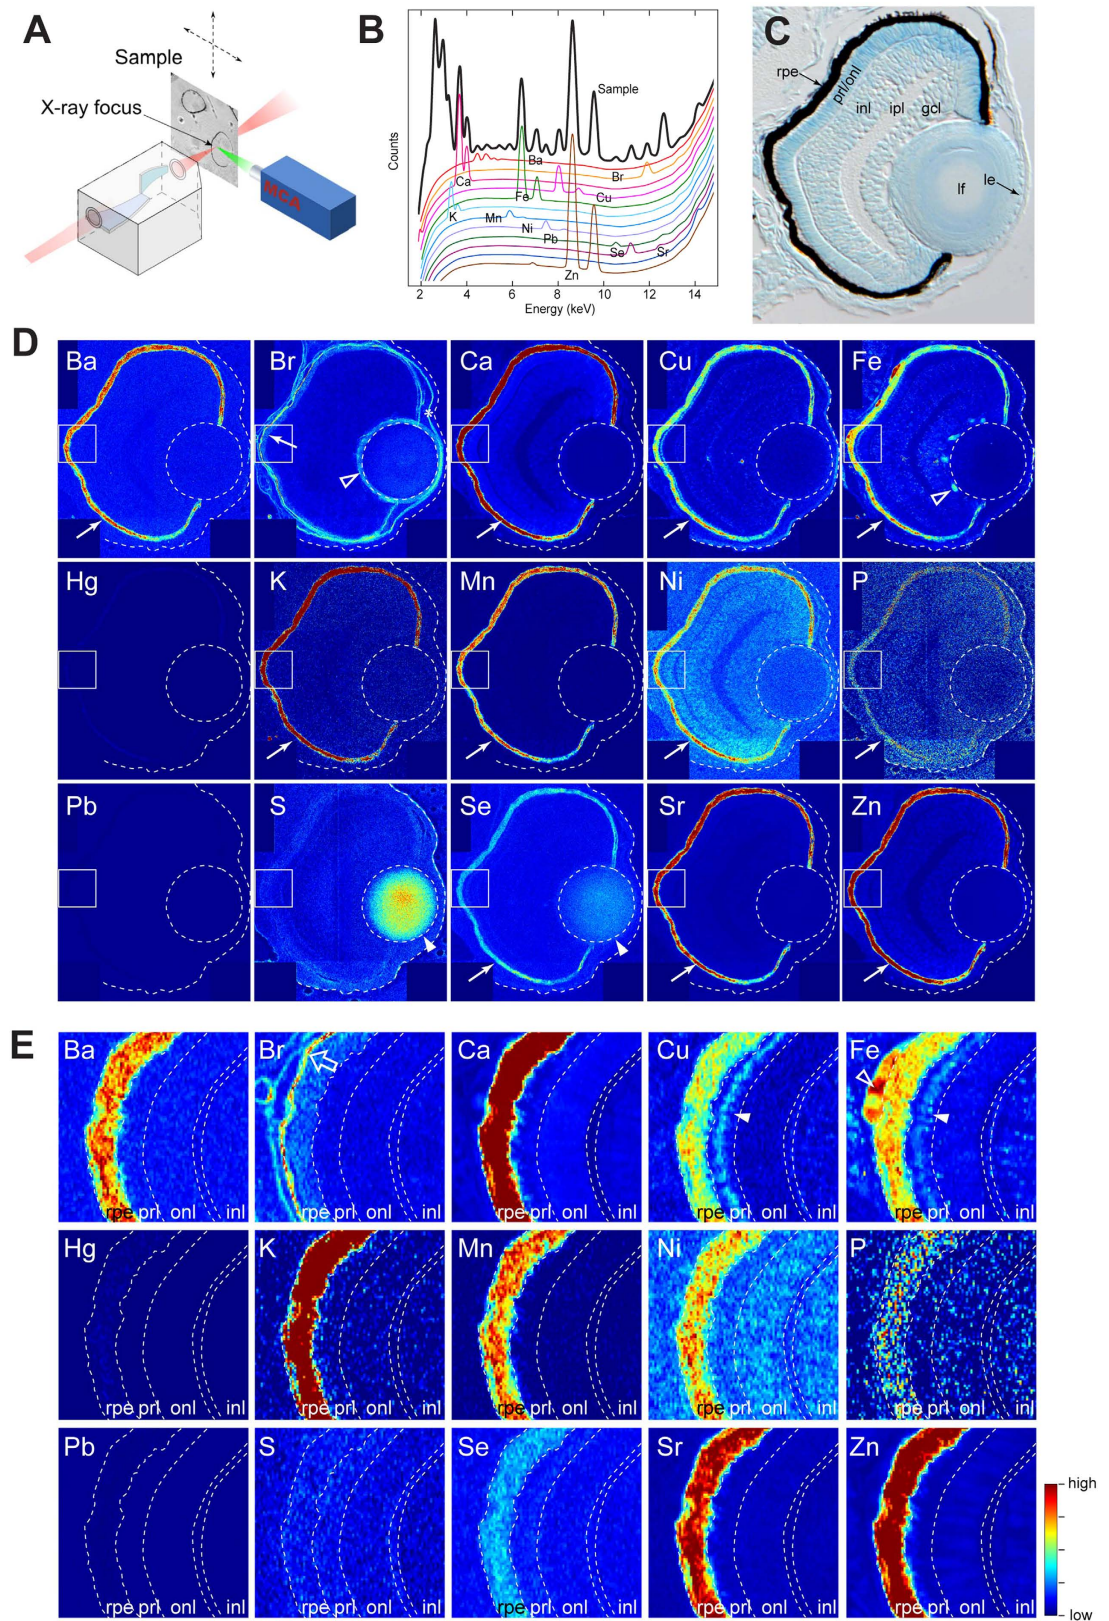 A
Sample
X-ray focus
MCA
B
Counts
Sample
Ba
Br
Ca
Fe
Cu
K
Mn
Ni
Pb
Se
Sr
Zn
2 4 6 8 10 12 14
Energy (keV)
C
rpe
prl/onl
inl
ipl
gcl
lf
le
D
Ba Br Ca Cu Fe
*
Hg K Mn Ni P
Pb S Se Sr Zn
E
Ba Br Ca Cu Fe
rpe prl onl inl rpe prl onl inl rpe prl onl inl rpe prl onl inl rpe prl onl inl
Hg K Mn Ni P
rpe prl onl inl rpe prl onl inl rpe prl onl inl rpe prl onl inl rpe prl onl inl
Pb S Se Sr Zn
rpe prl onl inl rpe prl onl inl rpe prl onl inl rpe prl onl inl rpe prl onl inl
high
low